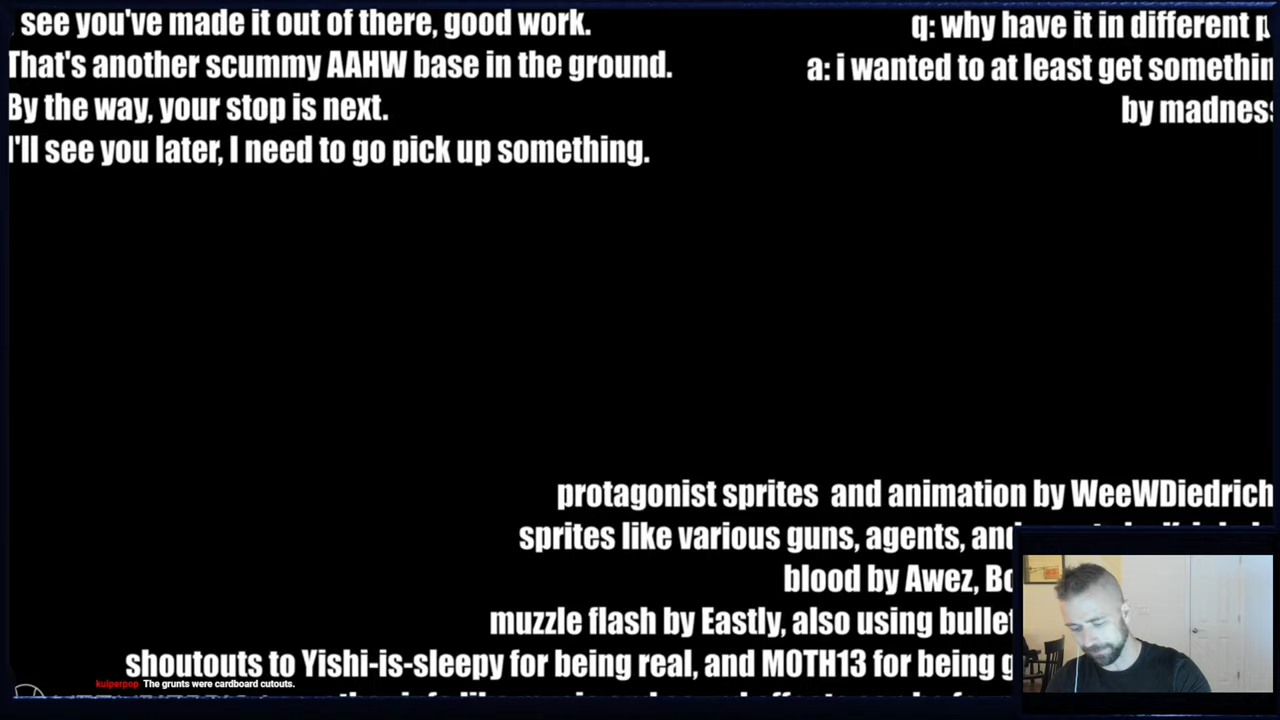 see you've made it out of there, good work.
That's another scummy AAHW base in the ground.
By the way, your stop is next.
I'll see you later, I need to go pick up something.
q: why have it in different
a: i wanted to at least get somethin
by madness
protagonist sprites and animation by WeeWDiedrich
sprites like various guns, agents, and
blood by Awez,
muzzle flash by Eastly, also using bullet
shoutouts to Yishi-is-sleepy for being real, and MOTH13 for being
kuiperpop The grunts were cardboard cutouts.